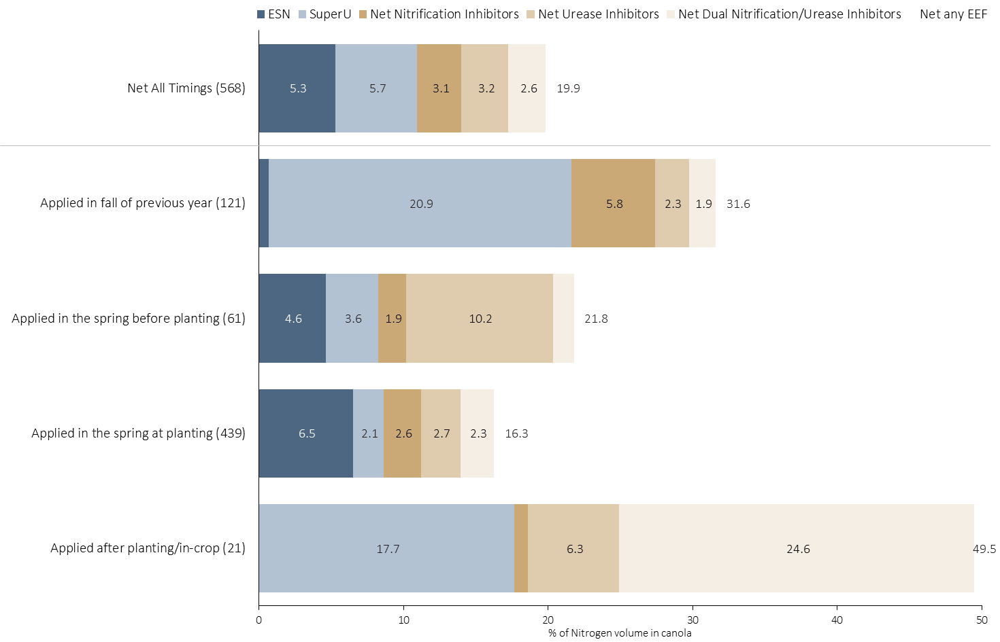 ESN SuperU Net Nitrification Inhibitors Net Urease Inhibitors Net Dual Nitrification/Urease Inhibitors Net any EEF
Net All Timings (568) 5.3 5.7 3.1 3.2 2.6 19.9
Applied in fall of previous year (121) 20.9 5.8 2.3 1.9 31.6
Applied in the spring before planting (61) 4.6 3.6 1.9 10.2 21.8
Applied in the spring at planting (439) 6.5 2.1 2.6 2.7 2.3 16.3
Applied after planting/in-crop (21) 17.7 6.3 24.6 49.5
0 10 20 30 40 50
% of Nitrogen volume in canola